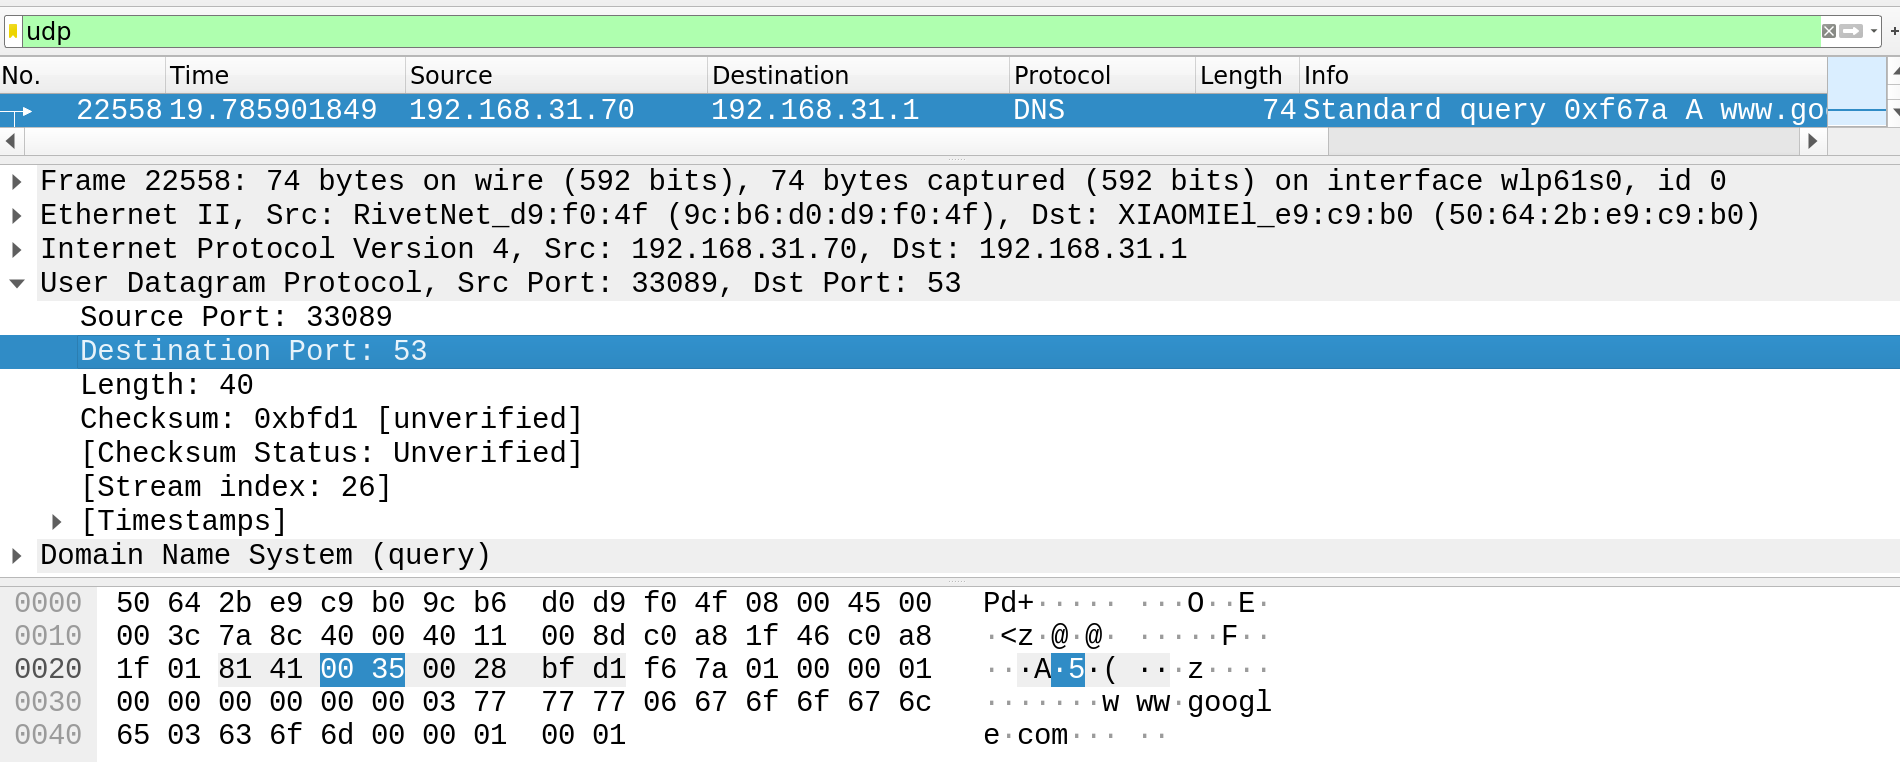 udp
No. Time Source Destination Protocol Length Info
22558 19.785901849 192.168.31.70 192.168.31.1 DNS 74 Standard query 0xf67a A www.go
Frame 22558: 74 bytes on wire (592 bits), 74 bytes captured (592 bits) on interface wlp61s0, id 0
Ethernet II, Src: RivetNet_d9:f0:4f (9c:b6:d0:d9:f0:4f), Dst: XIAOMIEl_e9:c9:b0 (50:64:2b:e9:c9:b0)
Internet Protocol Version 4, Src: 192.168.31.70, Dst: 192.168.31.1
User Datagram Protocol, Src Port: 33089, Dst Port: 53
Source Port: 33089
Destination Port: 53
Length: 40
Checksum: 0xbfd1 [unverified]
[Checksum Status: Unverified]
[Stream index: 26]
[Timestamps]
Domain Name System (query)
0000 50 64 2b e9 c9 b0 9c b6 d0 d9 f0 4f 08 00 45 00 Pd+····· ···O··E·
0010 00 3c 7a 8c 40 00 40 11 00 8d c0 a8 1f 46 c0 a8 ·<z·@·@· ·····F··
0020 1f 01 81 41 00 35 00 28 bf d1 f6 7a 01 00 00 01 ···A·5·( ···z····
0030 00 00 00 00 00 00 03 77 77 77 06 67 6f 6f 67 6c ·······w ww·googl
0040 65 03 63 6f 6d 00 00 01 00 01 e·com··· ··